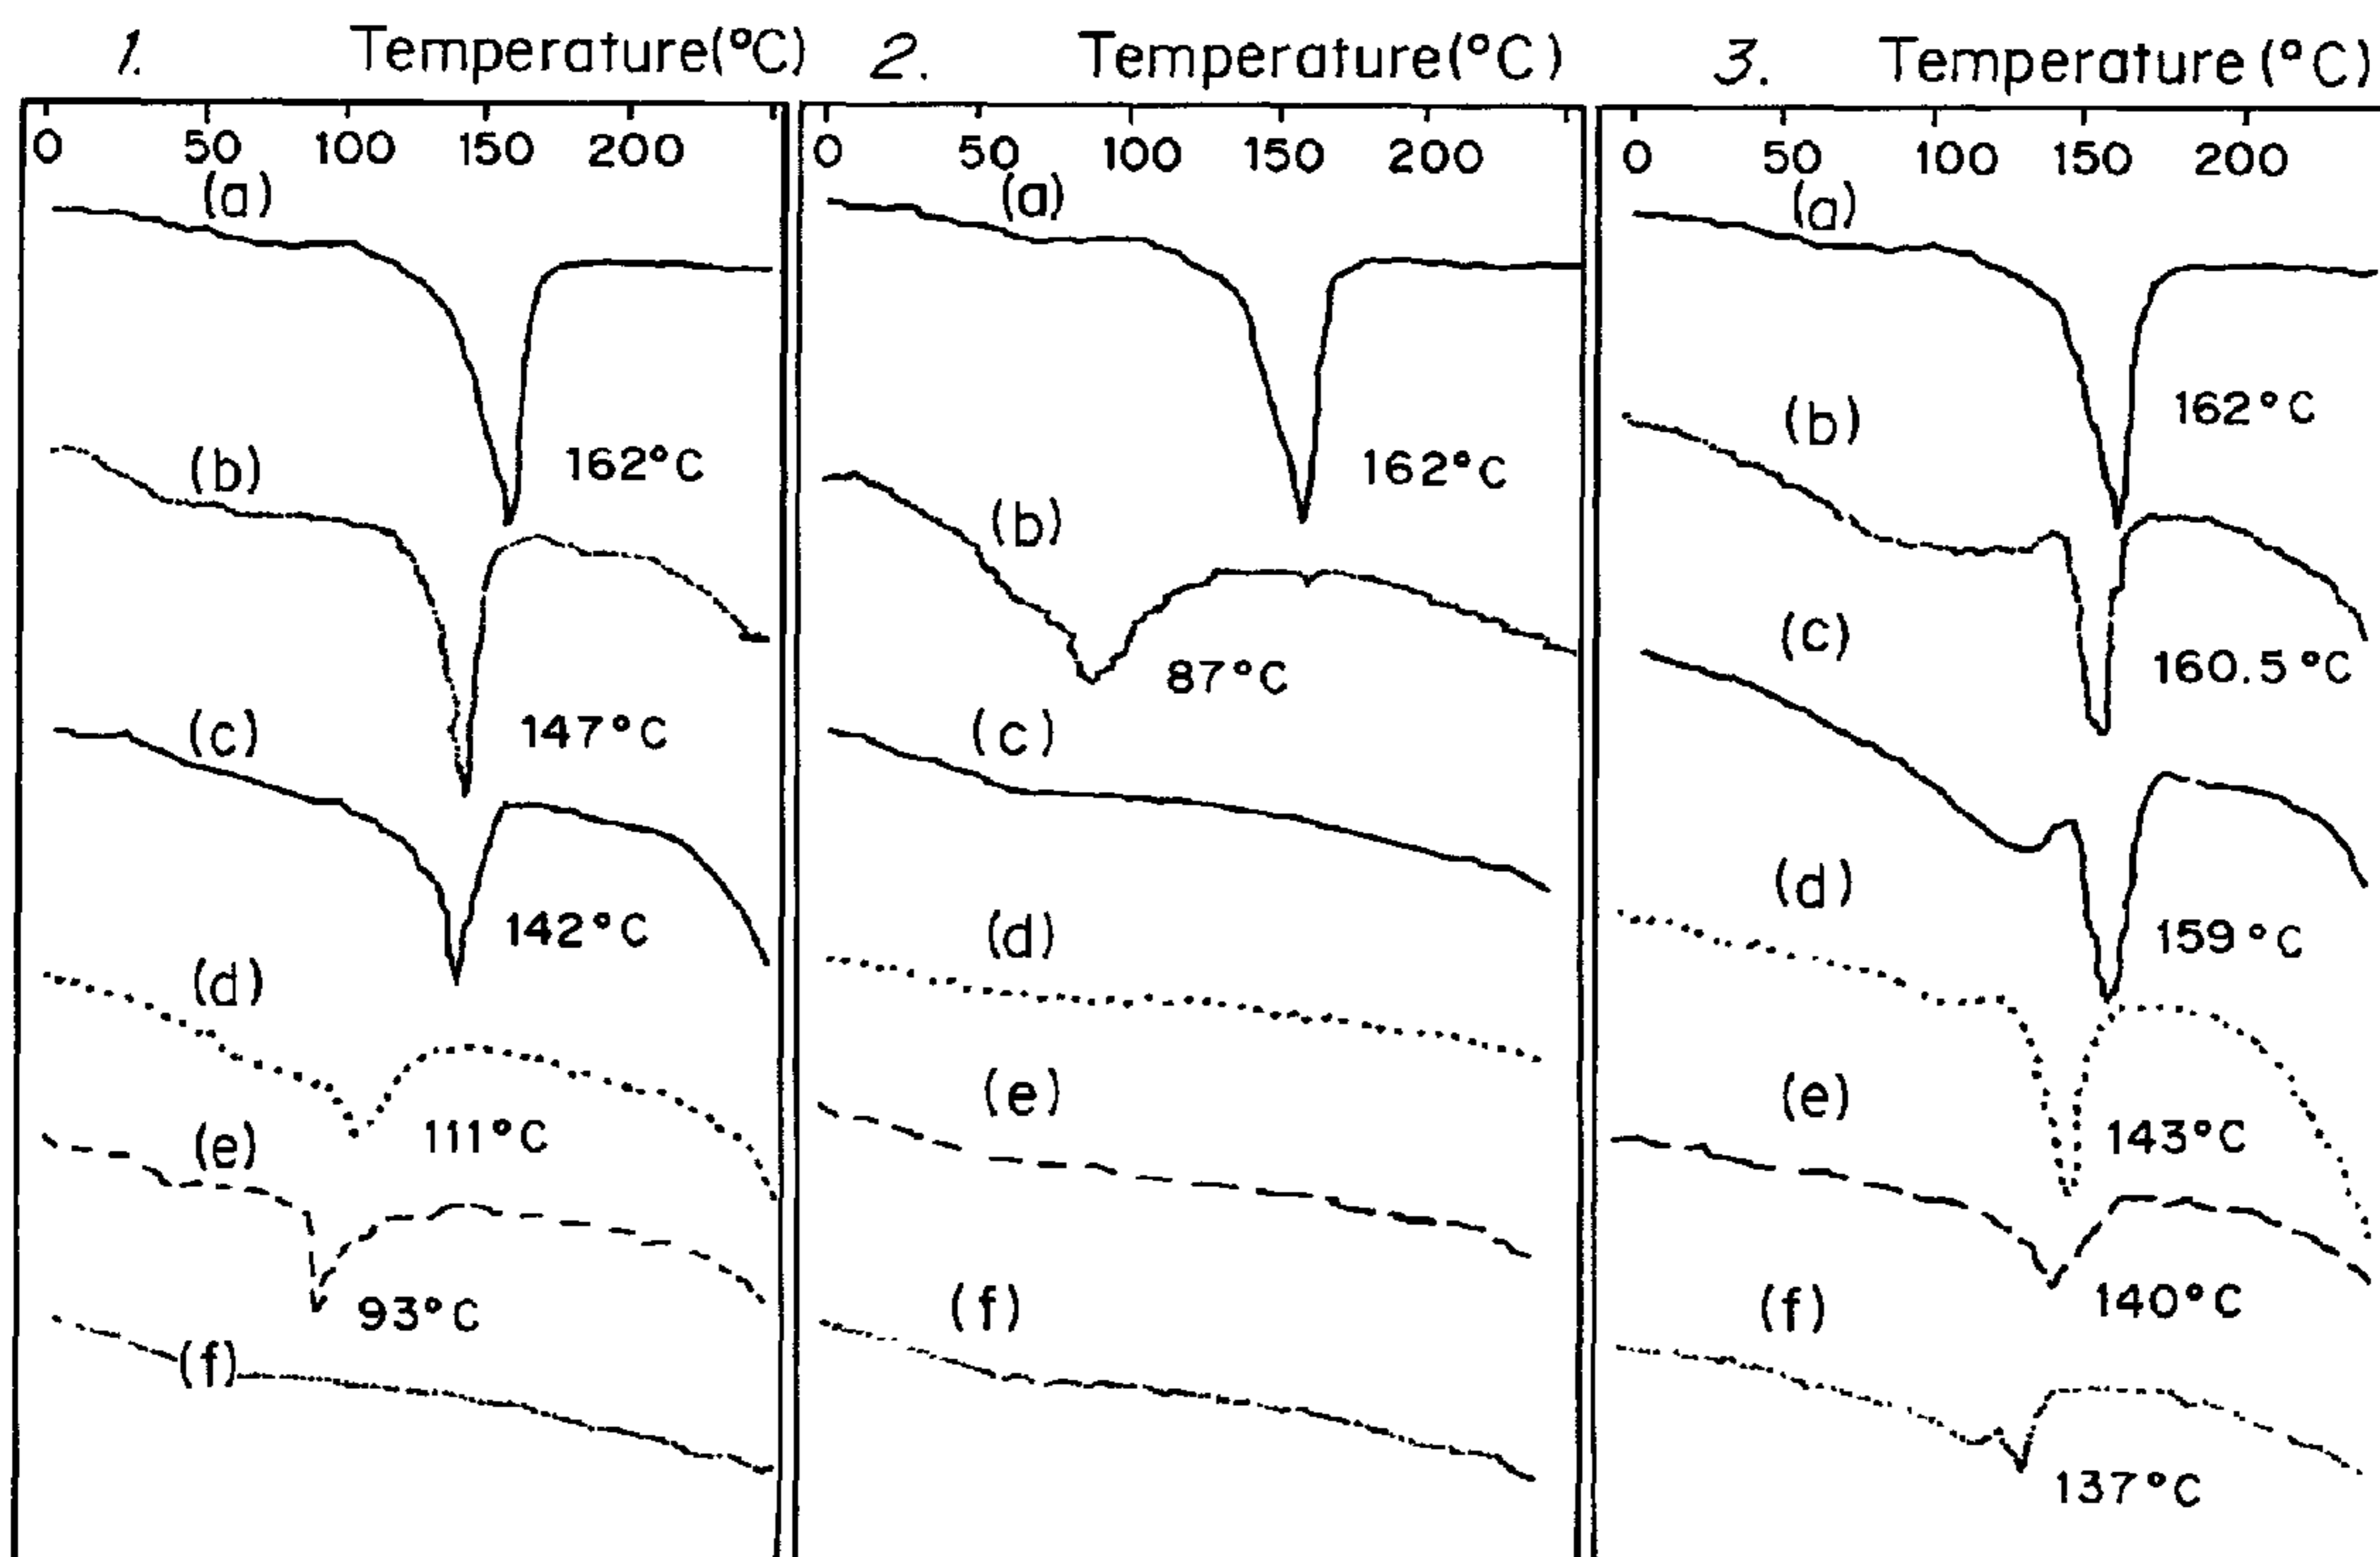 1. Temperature(°C)
0 50 100 150 200
(a)
162°C
(b)
147°C
(c)
142°C
(d)
111°C
(e)
93°C
(f)
2. Temperature(°C)
0 50 100 150 200
(a)
162°C
(b)
87°C
(c)
(d)
(e)
(f)
3. Temperature (°C)
0 50 100 150 200
(a)
162°C
(b)
160.5°C
(c)
159°C
(d)
143°C
(e)
140°C
(f)
137°C